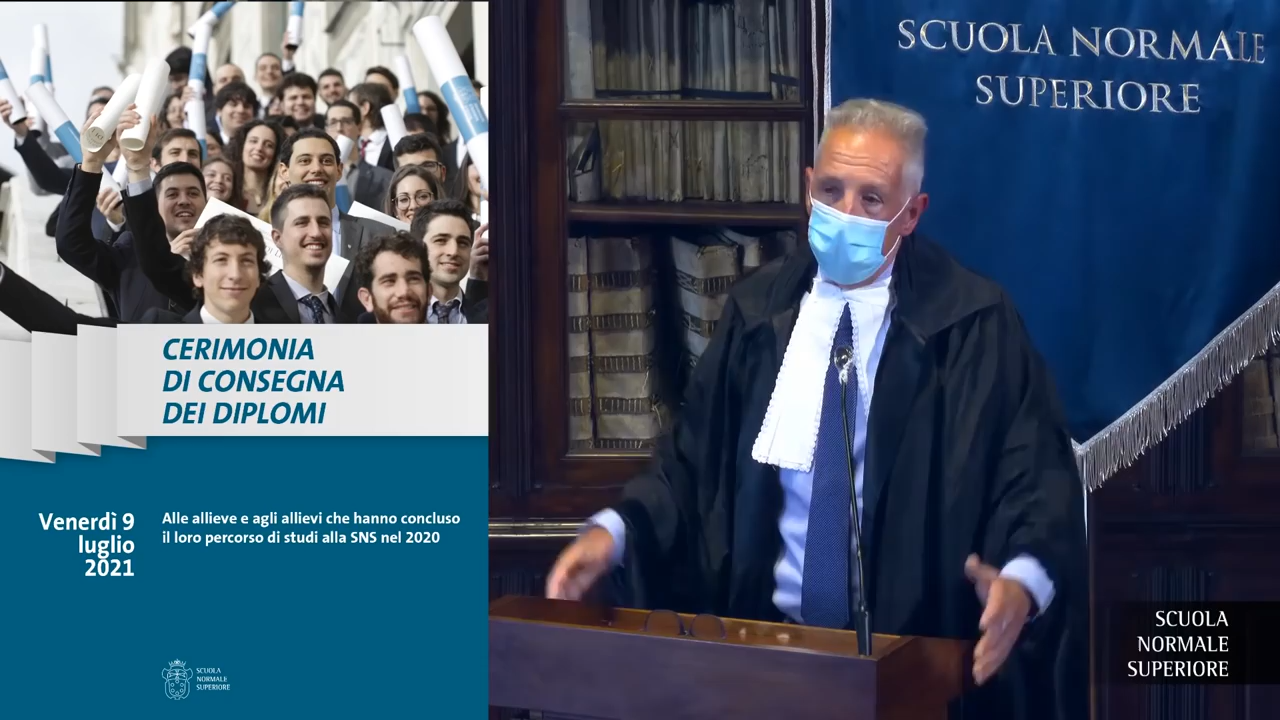 CERIMONIA
DI CONSEGNA
DEI DIPLOMI
Venerdì 9
luglio
2021
Alle allieve e agli allievi che hanno concluso
il loro percorso di studi alla SNS nel 2020
SCUOLA
NORMALE
SUPERIORE
SCUOLA NORMALE
SUPERIORE
SCUOLA
NORMALE
SUPERIORE